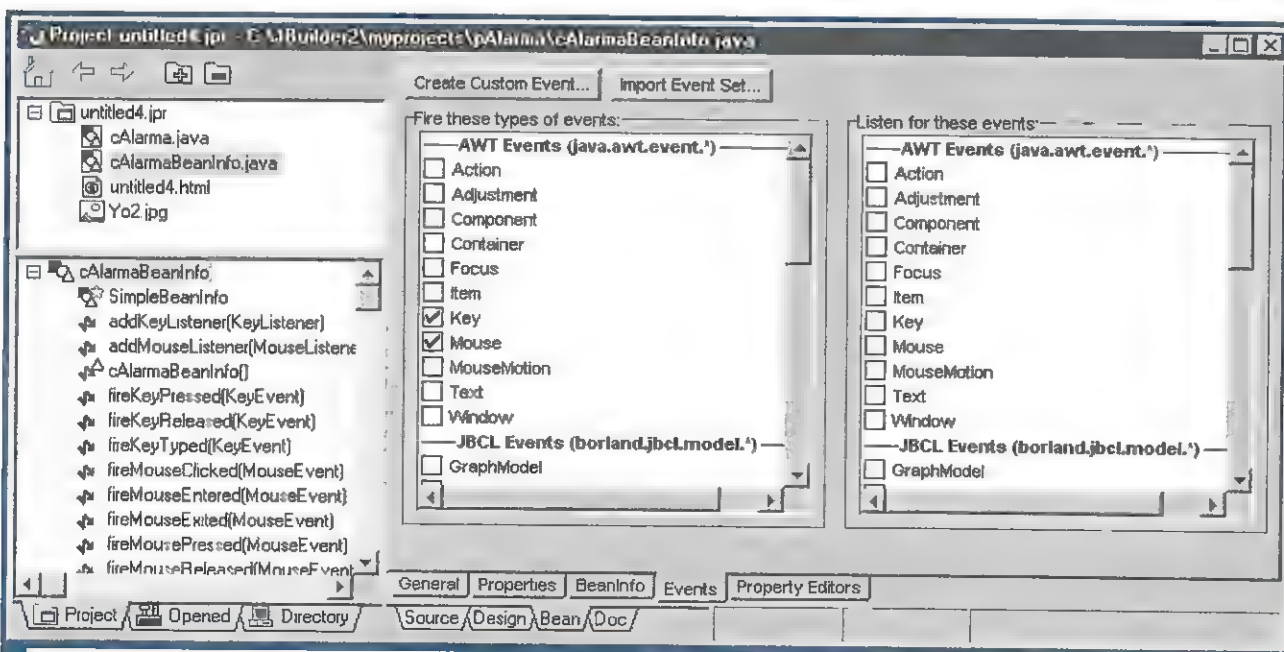 Project untitled4.jpr - E:\JBuilder2\myprojects\pAlarma\cAlarmaBeanInfo.java
untitled4.jpr
cAlarma.java
cAlarmaBeanInfo.java
untitled4.html
Yo2.jpg
cAlarmaBeanInfo
SimpleBeanInfo
addKeyListener(KeyListener)
addMouseListener(MouseListene
cAlarmaBeanInfo()
fireKeyPressed(KeyEvent)
fireKeyReleased(KeyEvent)
fireKeyTyped(KeyEvent)
fireMouseClicked(MouseEvent)
fireMouseEntered(MouseEvent)
fireMouseExited(MouseEvent)
fireMousePressed(MouseEvent)
fireMouseReleased(MouseEvent
Project Opened Directory
Create Custom Event... Import Event Set...
Fire these types of events:
AWT Events (java.awt.event.*)
Action
Adjustment
Component
Container
Focus
Item
Key
Mouse
MouseMotion
Text
Window
JBCL Events (borland.jbcl.model.*)
GraphModel
Listen for these events
AWT Events (java.awt.event.*)
Action
Adjustment
Component
Container
Focus
Item
Key
Mouse
MouseMotion
Text
Window
JBCL Events (borland.jbcl.model.*)
GraphModel
General Properties BeanInfo Events Property Editors
Source Design Bean Doc